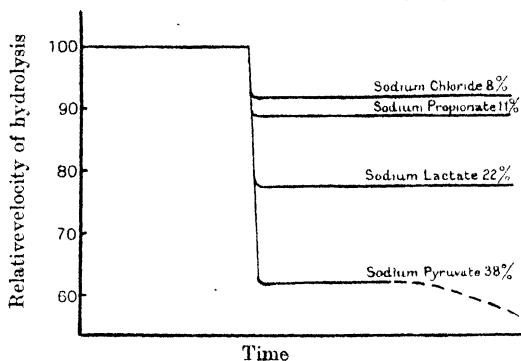 Relative velocity of hydrolysis
100
90
80
70
60
Sodium Chloride 8%
Sodium Propionate 11%
Sodium Lactate 22%
Sodium Pyruvate 38%
Time